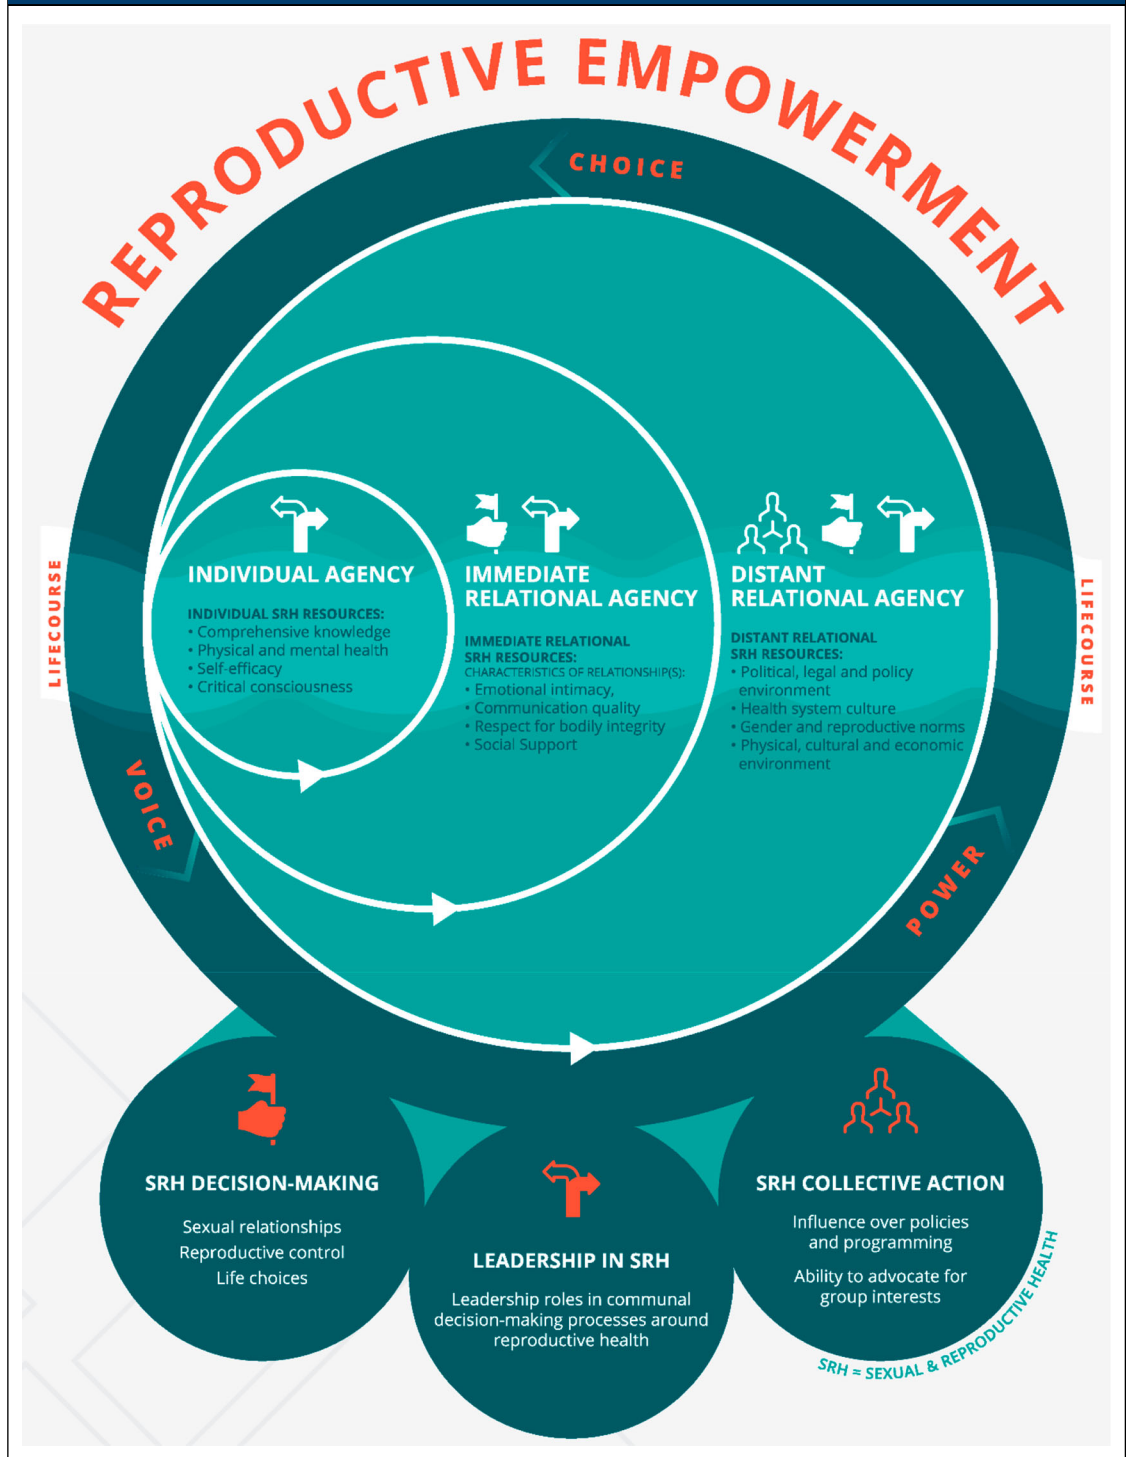 REPRODUCTIVE EMPOWERMENT
CHOICE
LIFECOURSE
INDIVIDUAL AGENCY
INDIVIDUAL SRH RESOURCES:
• Comprehensive knowledge
• Physical and mental health
• Self-efficacy
• Critical consciousness
IMMEDIATE
RELATIONAL AGENCY
IMMEDIATE RELATIONAL
SRH RESOURCES:
CHARACTERISTICS OF RELATIONSHIP(S):
• Emotional intimacy,
• Communication quality
• Respect for bodily integrity
• Social Support
DISTANT
RELATIONAL AGENCY
DISTANT RELATIONAL
SRH RESOURCES:
• Political, legal and policy
environment
• Health system culture
• Gender and reproductive norms
• Physical, cultural and economic
environment
LIFECOURSE
VOICE
POWER
SRH DECISION-MAKING
Sexual relationships
Reproductive control
Life choices
LEADERSHIP IN SRH
Leadership roles in communal
decision-making processes around
reproductive health
SRH COLLECTIVE ACTION
Influence over policies
and programming
Ability to advocate for
group interests
SRH = SEXUAL & REPRODUCTIVE HEALTH